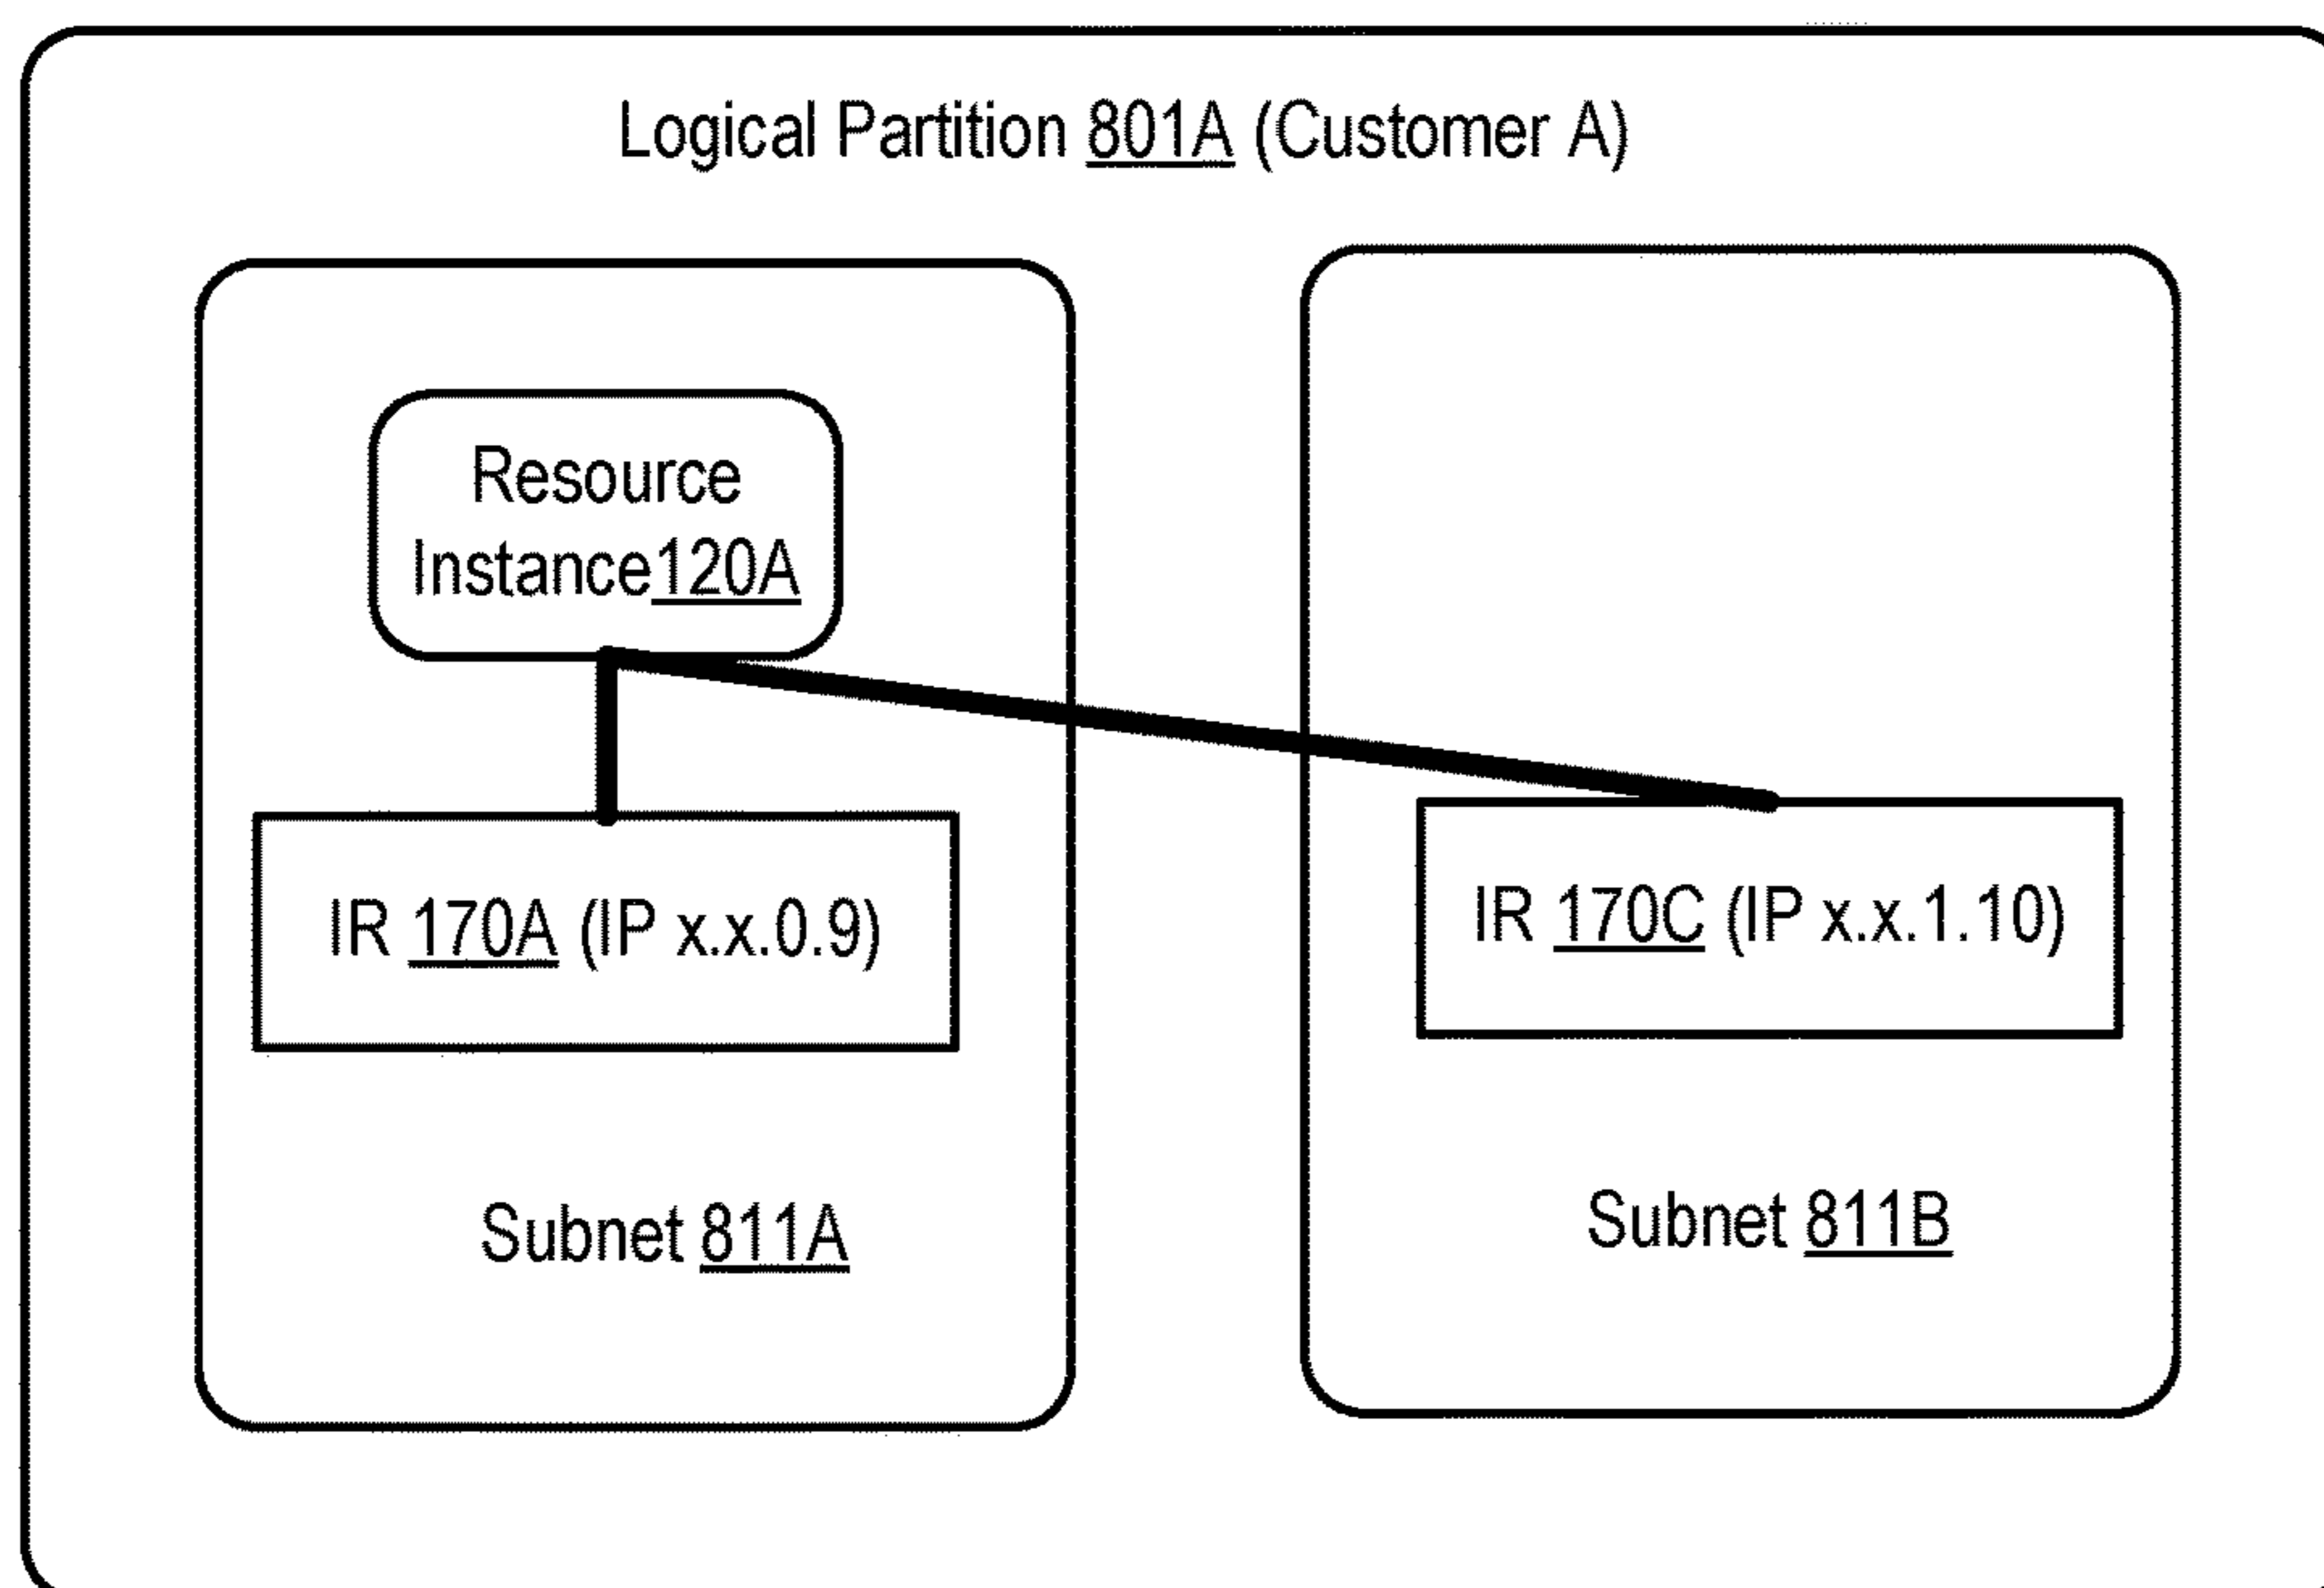 Logical Partition 801A (Customer A)
Resource
Instance120A
IR 170A (IP x.x.0.9)
Subnet 811A
IR 170C (IP x.x.1.10)
Subnet 811B